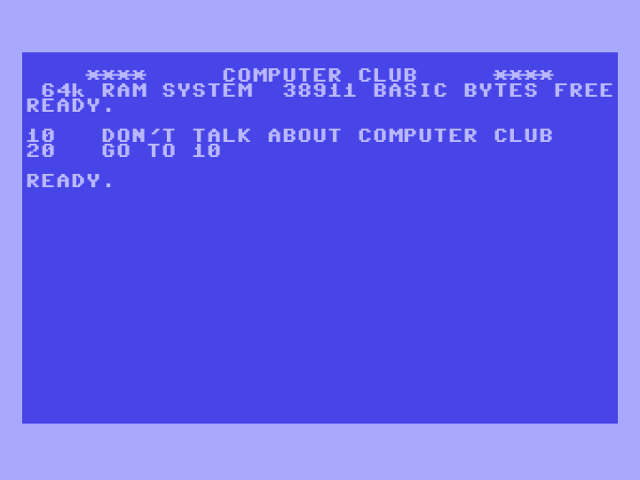 **** COMPUTER CLUB ****
64k RAM SYSTEM 38911 BASIC BYTES FREE
READY.
10 DON'T TALK ABOUT COMPUTER CLUB
20 GO TO 10
READY.